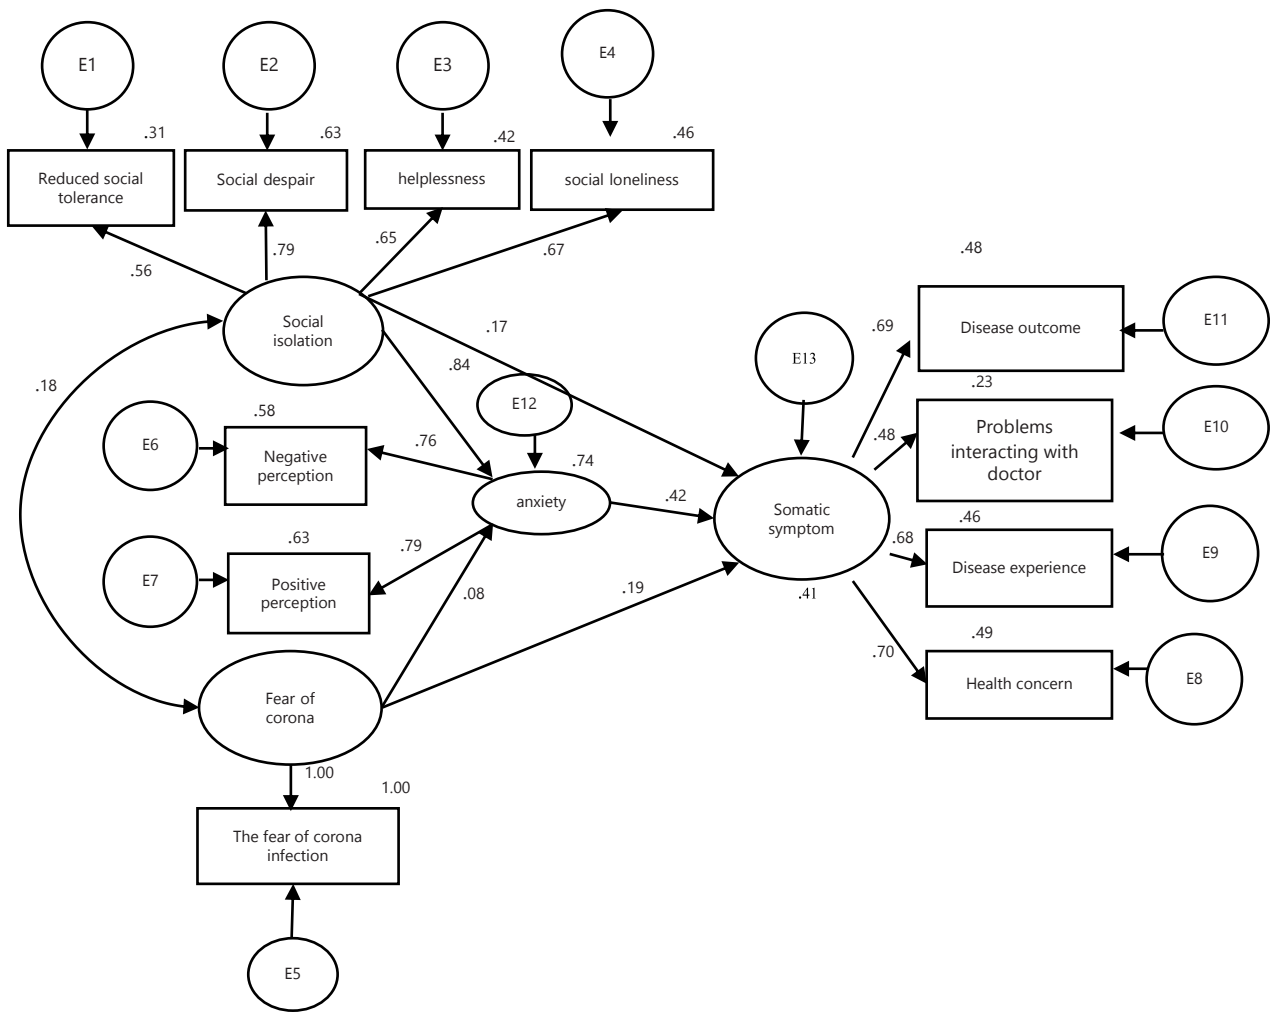 E1
E2
E3
E4
.31
.63
.42
.46
Reduced social
tolerance
Social despair
helplessness
social loneliness
.56
.79
.65
.67
Social
isolation
.17
.84
.18
E12
E13
.48
.69
Disease outcome
E11
.23
.48
Problems
interacting with
doctor
E10
E6
.58
Negative
perception
.76
.74
anxiety
.42
Somatic
symptom
.41
.46
.68
Disease experience
E9
E7
.63
Positive
perception
.79
.08
.19
.49
.70
Health concern
E8
Fear of
corona
1.00
1.00
The fear of corona
infection
E5